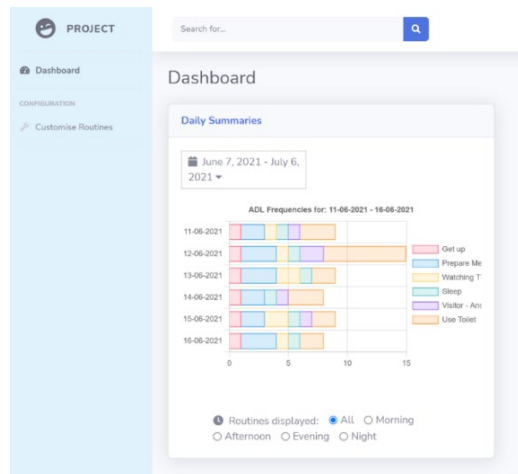 PROJECT
Search for...
Dashboard
Dashboard
CONFIGURATION
Customise Routines
Daily Summaries
June 7, 2021 - July 6,
2021
ADL Frequencies for: 11-06-2021 - 16-06-2021
11-06-2021
12-06-2021
13-06-2021
14-06-2021
15-06-2021
16-06-2021
0 5 10 15
Get up
Prepare Me
Watching T
Sleep
Visitor - An
Use Toilet
Routines displayed: All Morning
Afternoon Evening Night